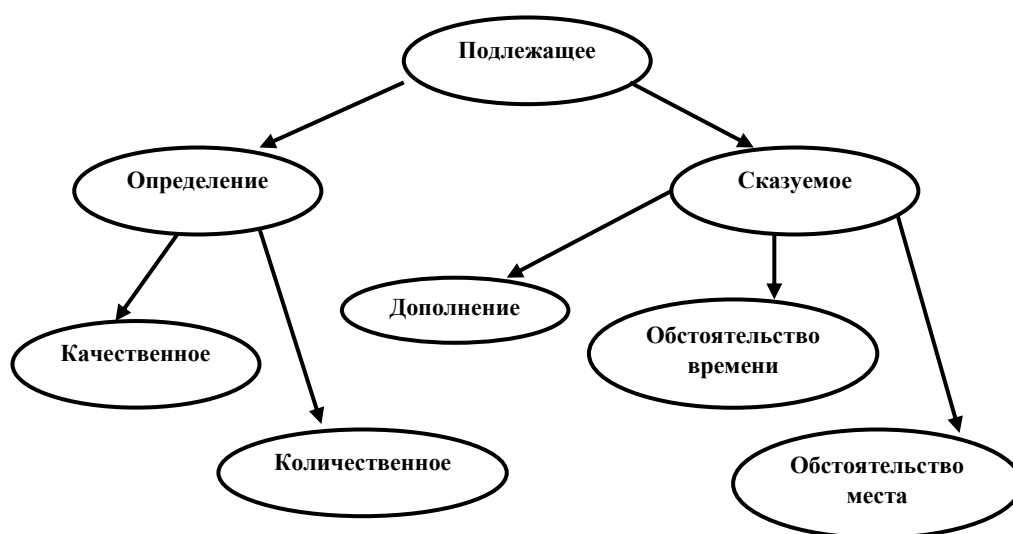 Подлежащее
Определение
Сказуемое
Дополнение
Качественное
Обстоятельство
времени
Количественное
Обстоятельство
места